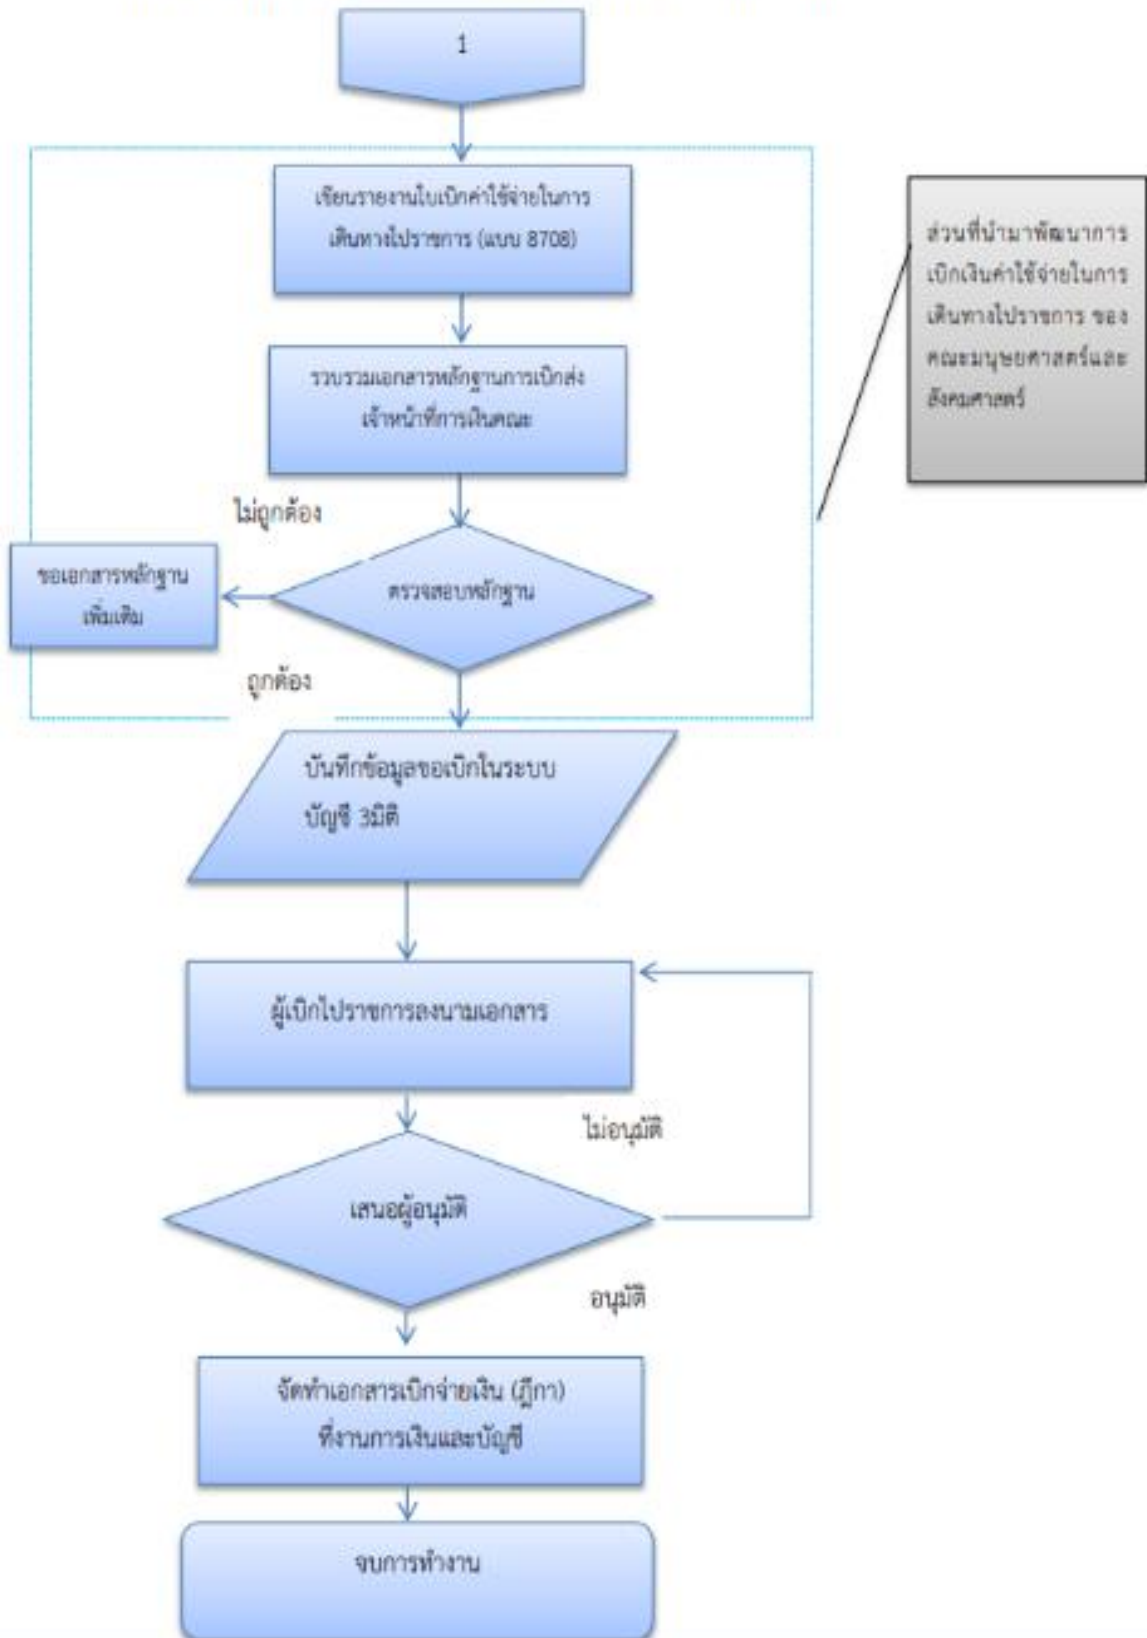 1
เขียนรายงานใบเบิกค่าใช้จ่ายในการ
เดินทางไปราชการ (แบบ 8708)
ส่วนที่นำมาพัฒนาการ
เบิกเงินค่าใช้จ่ายในการ
เดินทางไปราชการ ของ
คณะมนุษยศาสตร์และ
สังคมศาสตร์
รวบรวมเอกสารหลักฐานการเบิกส่ง
เจ้าหน้าที่การเงินคณะ
ไม่ถูกต้อง
ขอเอกสารหลักฐาน
เพิ่มเติม
ตรวจสอบหลักฐาน
ถูกต้อง
บันทึกข้อมูลขอเบิกในระบบ
บัญชี 3มิติ
ผู้เบิกไปราชการลงนามเอกสาร
ไม่อนุมัติ
เสนอผู้อนุมัติ
อนุมัติ
จัดทำเอกสารเบิกจ่ายเงิน (ฎีกา)
ที่งานการเงินและบัญชี
จบการทำงาน